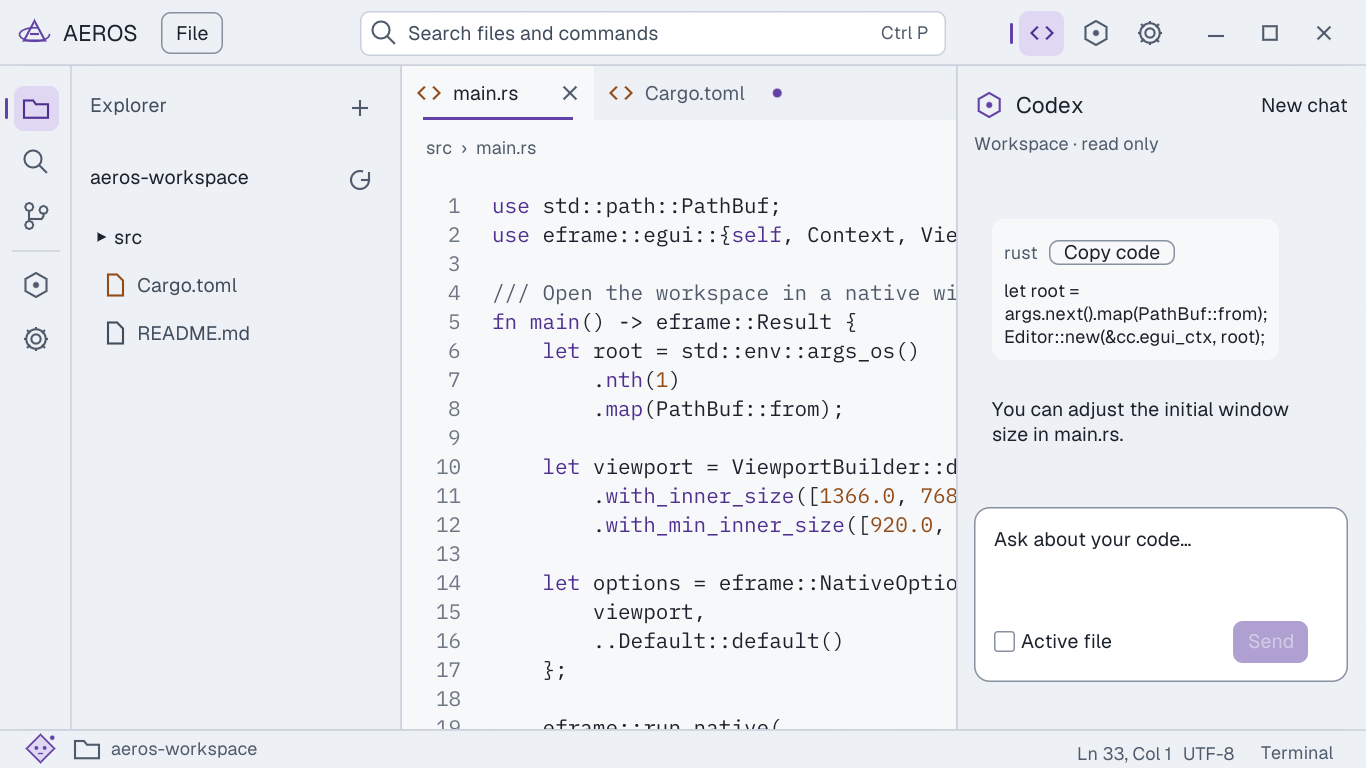 AEROS File Search files and commands Ctrl P
Explorer
aeros-workspace
src
Cargo.toml
README.md
main.rs Cargo.toml
src › main.rs
1 use std::path::PathBuf;
2 use eframe::egui::{self, Context, Vie
3
4 /// Open the workspace in a native wi
5 fn main() -> eframe::Result {
6 let root = std::env::args_os()
7 .nth(1)
8 .map(PathBuf::from);
9
10 let viewport = ViewportBuilder::d
11 .with_inner_size([1366.0, 768
12 .with_min_inner_size([920.0,
13
14 let options = eframe::NativeOptio
15 viewport,
16 ..Default::default()
17 };
18
19 eframe::run_native(
Codex New chat
Workspace · read only
rust Copy code
let root =
args.next().map(PathBuf::from);
Editor::new(&cc.egui_ctx, root);
You can adjust the initial window
size in main.rs.
Ask about your code…
Active file Send
aeros-workspace Ln 33, Col 1 UTF-8 Terminal